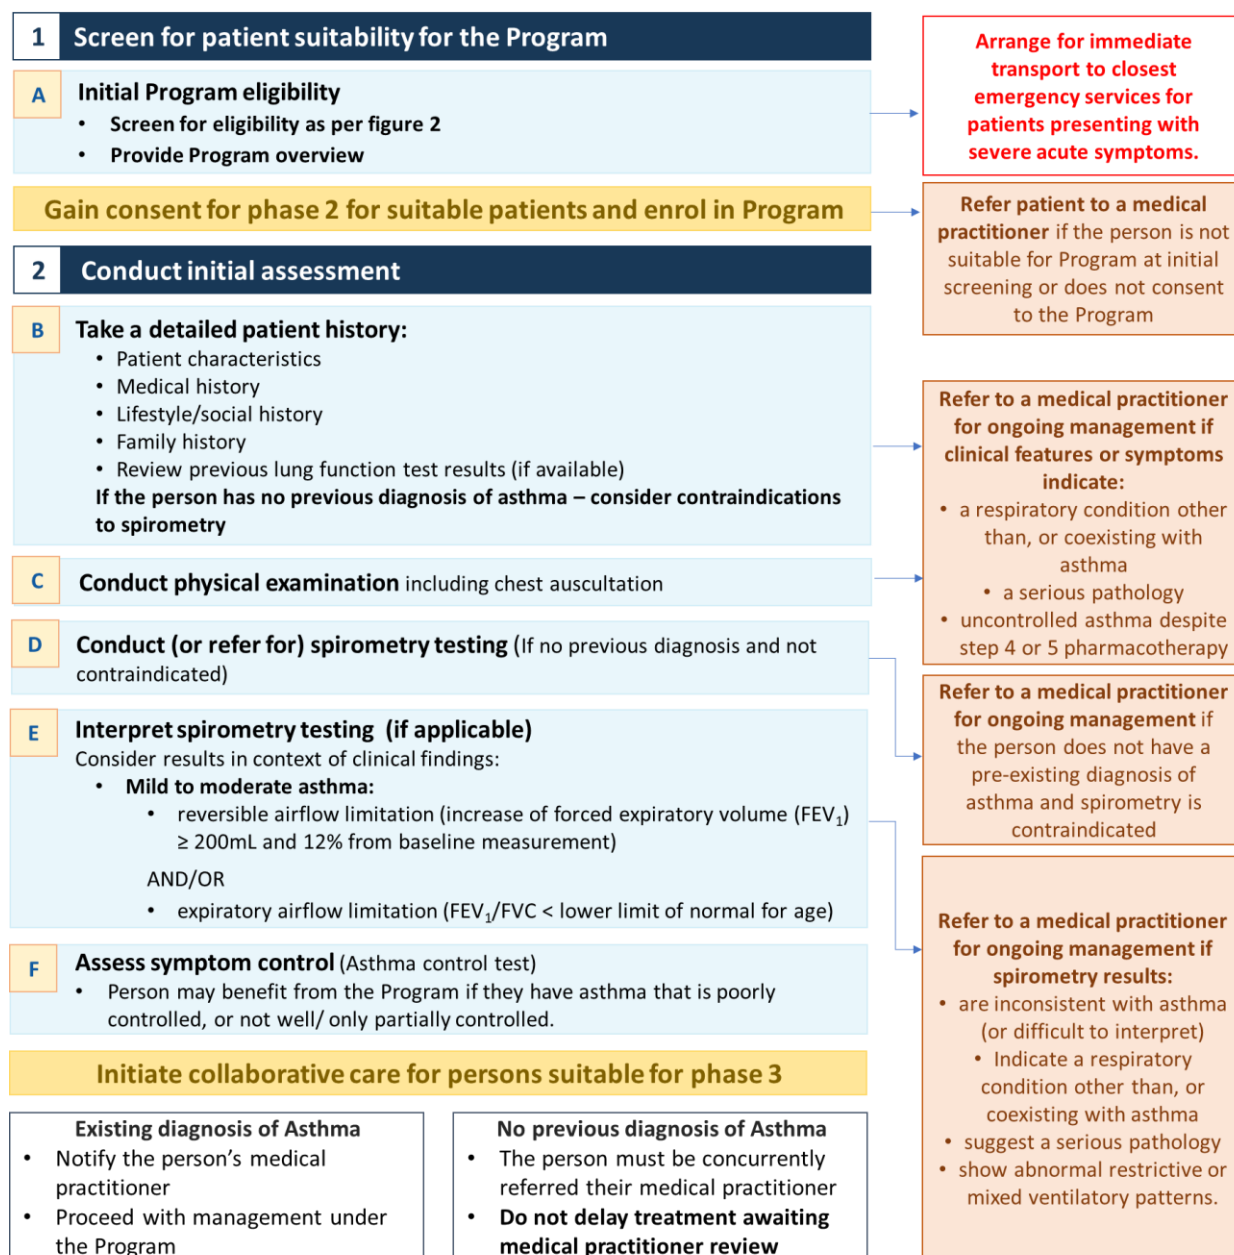 1 Screen for patient suitability for the Program
A Initial Program eligibility
• Screen for eligibility as per figure 2
• Provide Program overview
Arrange for immediate
transport to closest
emergency services for
patients presenting with
severe acute symptoms.
Gain consent for phase 2 for suitable patients and enrol in Program
Refer patient to a medical
practitioner if the person is not
suitable for Program at initial
screening or does not consent
to the Program
2 Conduct initial assessment
B Take a detailed patient history:
• Patient characteristics
• Medical history
• Lifestyle/social history
• Family history
• Review previous lung function test results (if available)
If the person has no previous diagnosis of asthma – consider contraindications
to spirometry
C Conduct physical examination including chest auscultation
Refer to a medical practitioner
for ongoing management if
clinical features or symptoms
indicate:
• a respiratory condition other
than, or coexisting with
asthma
• a serious pathology
• uncontrolled asthma despite
step 4 or 5 pharmacotherapy
D Conduct (or refer for) spirometry testing (If no previous diagnosis and not
contraindicated)
Refer to a medical practitioner
for ongoing management if
the person does not have a
pre-existing diagnosis of
asthma and spirometry is
contraindicated
E Interpret spirometry testing (if applicable)
Consider results in context of clinical findings:
• Mild to moderate asthma:
• reversible airflow limitation (increase of forced expiratory volume (FEV1)
≥ 200mL and 12% from baseline measurement)
AND/OR
• expiratory airflow limitation (FEV1/FVC < lower limit of normal for age)
Refer to a medical practitioner
for ongoing management if
spirometry results:
• are inconsistent with asthma
(or difficult to interpret)
• Indicate a respiratory
condition other than, or
coexisting with asthma
• suggest a serious pathology
• show abnormal restrictive or
mixed ventilatory patterns.
F Assess symptom control (Asthma control test)
• Person may benefit from the Program if they have asthma that is poorly
controlled, or not well/ only partially controlled.
Initiate collaborative care for persons suitable for phase 3
Existing diagnosis of Asthma
• Notify the person's medical
practitioner
• Proceed with management under
the Program
No previous diagnosis of Asthma
• The person must be concurrently
referred their medical practitioner
• Do not delay treatment awaiting
medical practitioner review